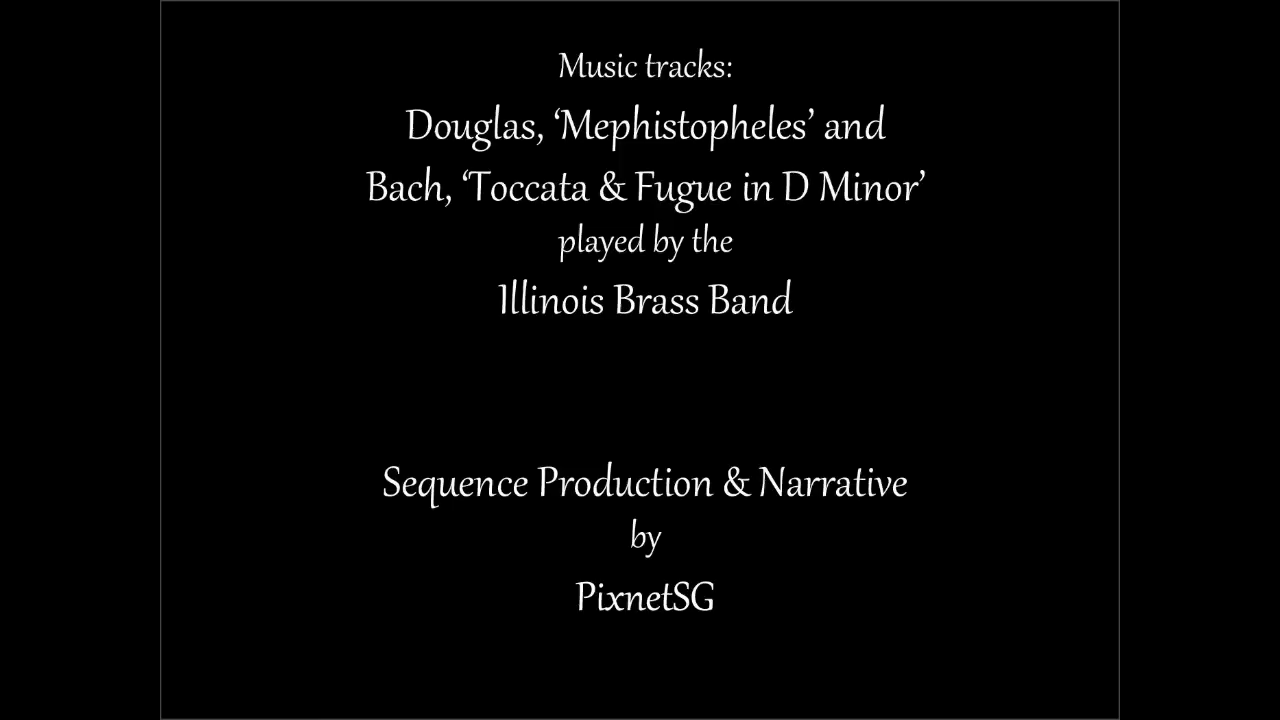 Music tracks:
Douglas, ‘Mephistopheles’ and
Bach, ‘Toccata & Fugue in D Minor’
played by the
Illinois Brass Band
Sequence Production & Narrative
by
PixnetSG